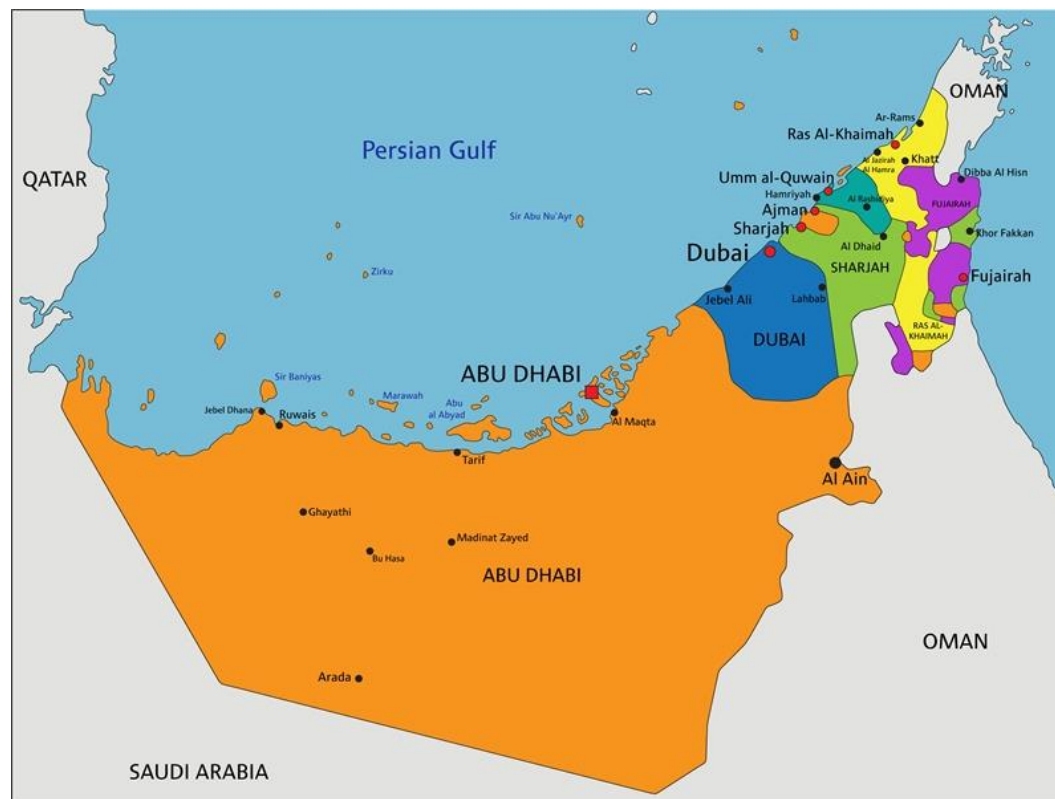 OMAN
Ar-Rams
Ras Al-Khaimah
Persian Gulf
Al Jazirah
Al Hamra
Khatt
QATAR
Dibba Al Hisn
Umm al-Quwain
Hamriyah
Al Rashidiya
FUJAIRAH
Ajman
Sir Abu Nu'Ayr
Sharjah
Khor Fakkan
Al Dhaid
Dubai
Zirku
SHARJAH
Fujairah
Jebel Ali
Lahbab
RAS AL-
KHAIMAH
DUBAI
ABU DHABI
Sir Baniyas
Marawah
Abu
al Abyad
Jebel Dhana
Ruwais
Al Maqta
Tarif
Al Ain
Ghayathi
Madinat Zayed
Bu Hasa
ABU DHABI
OMAN
Arada
SAUDI ARABIA